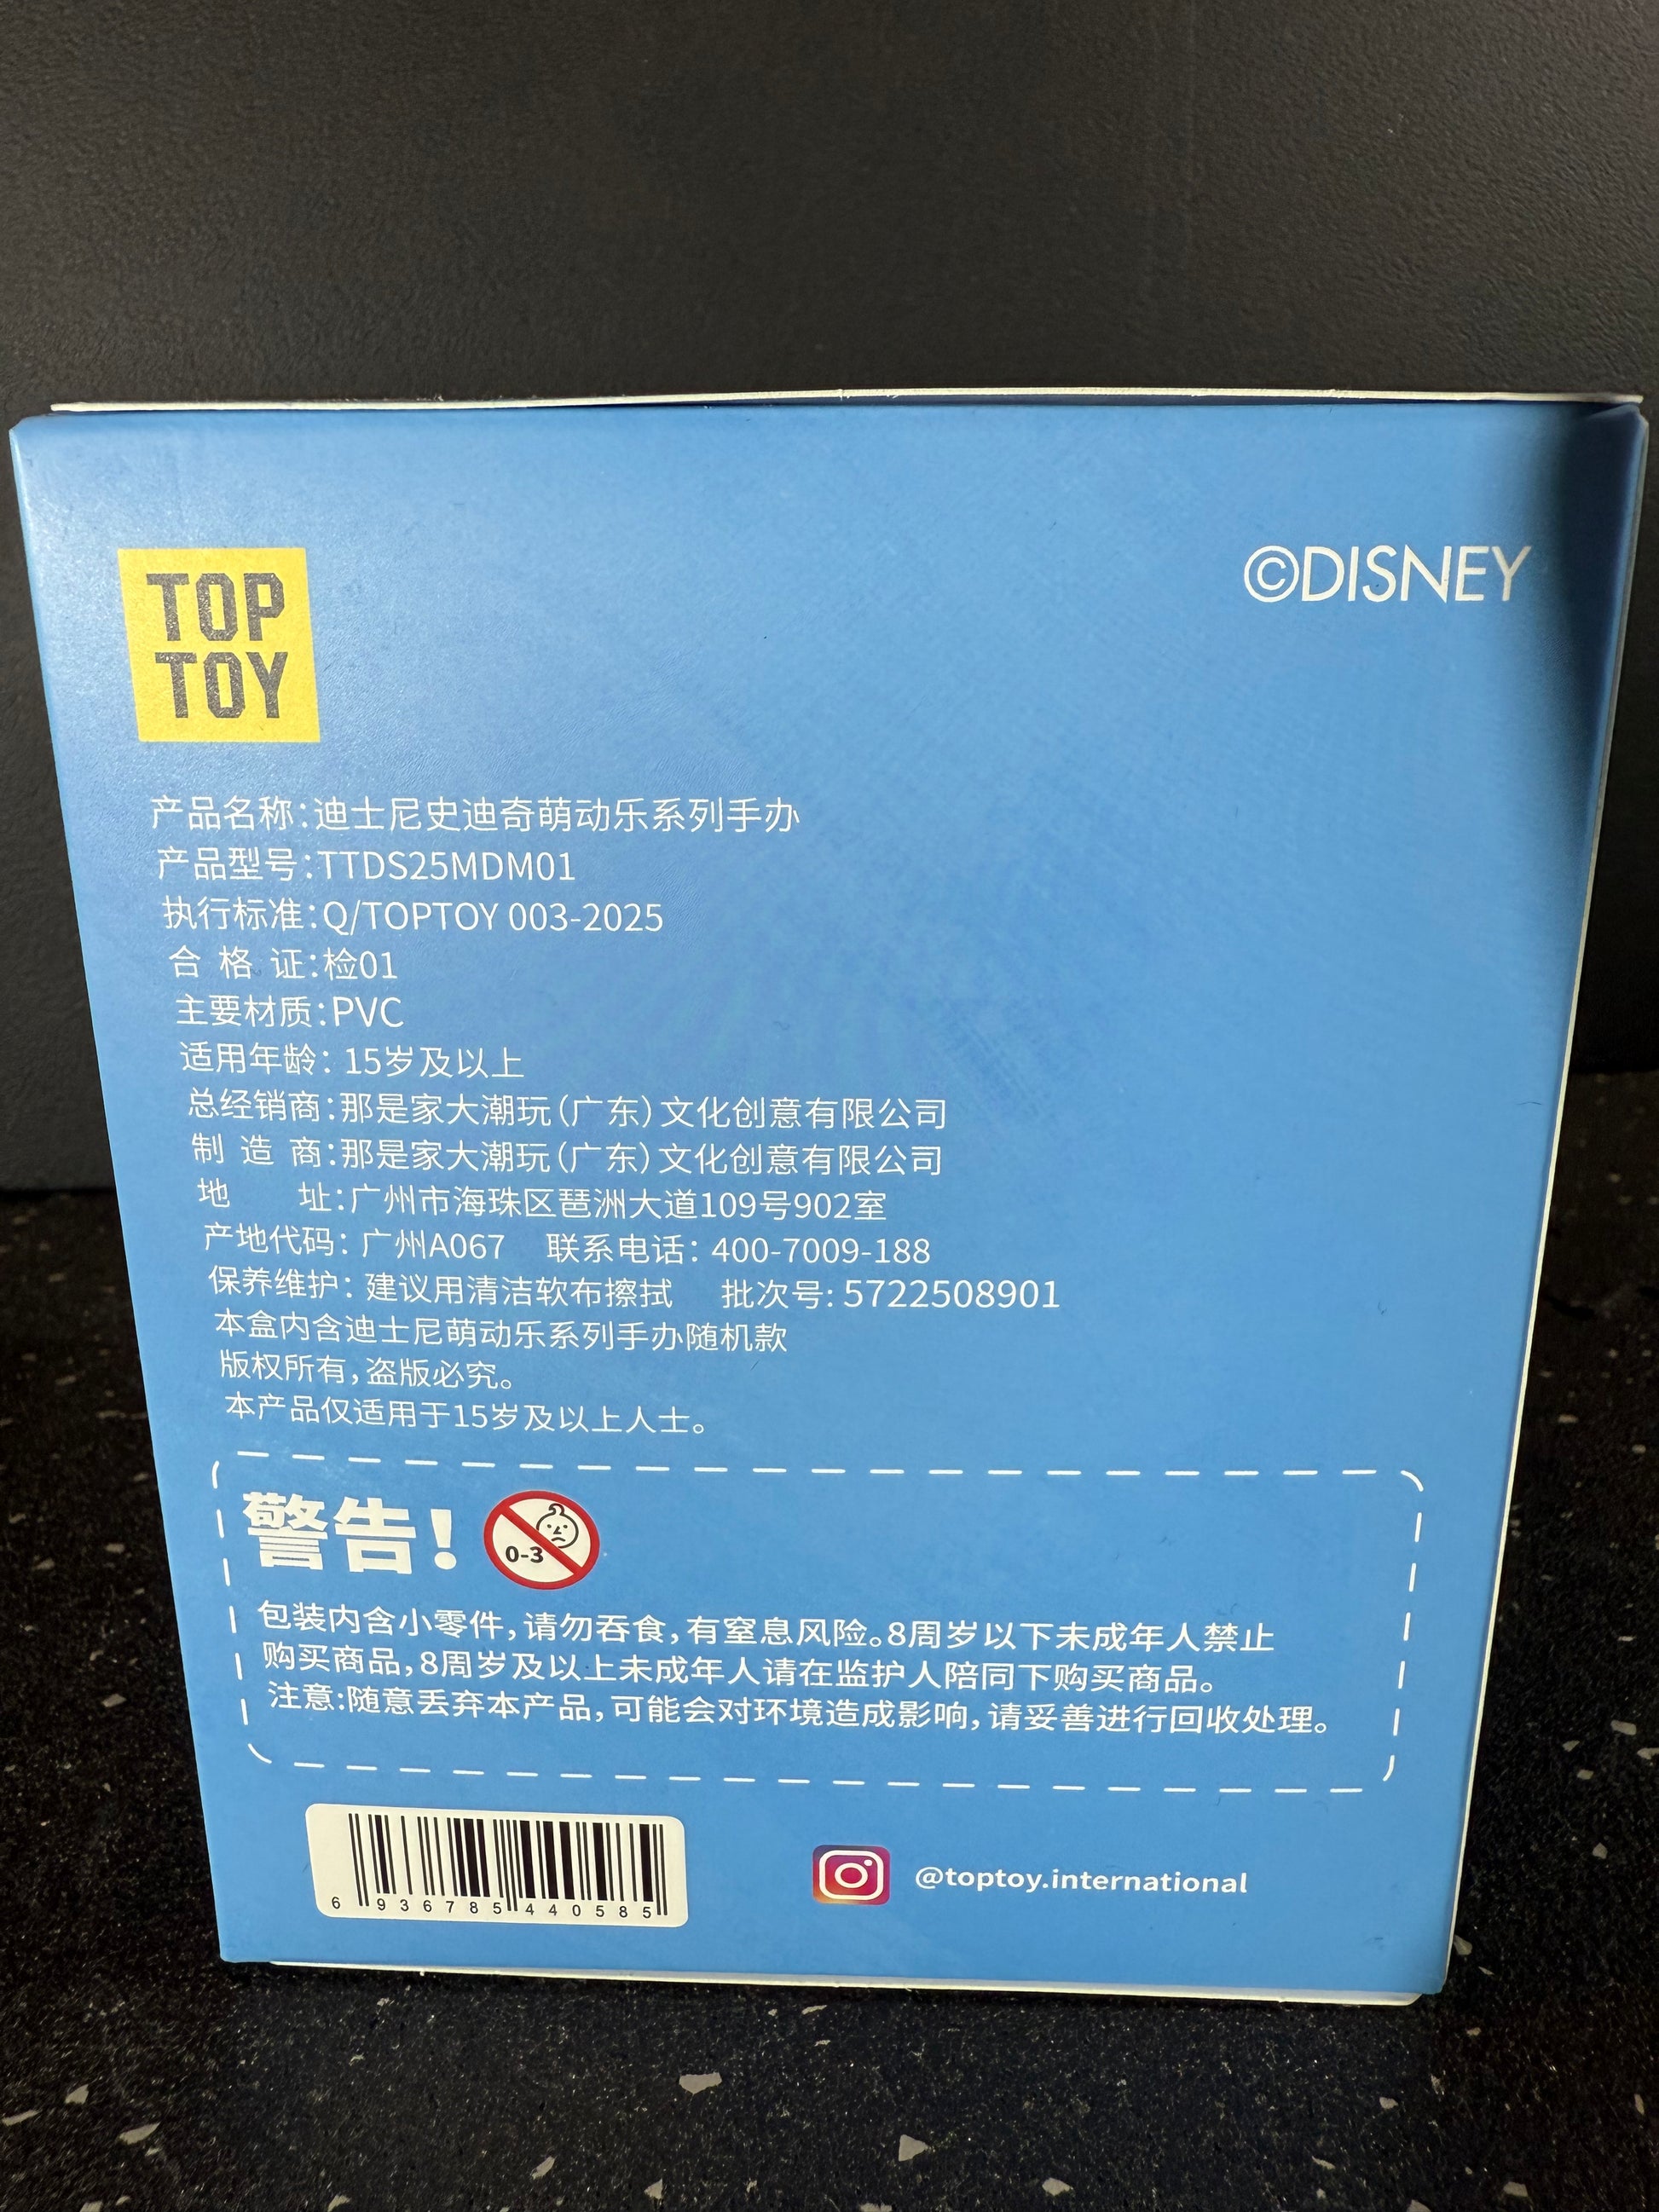 TOP
TOY
©DISNEY
产品名称:迪士尼史迪奇萌动乐系列手办
产品型号:TTDS25MDM01
执行标准:Q/TOPTOY 003-2025
合 格 证:检01
主要材质:PVC
适用年龄: 15岁及以上
总经销商:那是家大潮玩(广东)文化创意有限公司
制 造 商:那是家大潮玩(广东)文化创意有限公司
地 址:广州市海珠区琶洲大道109号902室
产地代码: 广州A067 联系电话: 400-7009-188
保养维护: 建议用清洁软布擦拭 批次号: 5722508901
本盒内含迪士尼萌动乐系列手办随机款
版权所有,盗版必究。
本产品仅适用于15岁及以上人士。
警告! 0-3
包装内含小零件,请勿吞食,有窒息风险。8周岁以下未成年人禁止
购买商品,8周岁及以上未成年人请在监护人陪同下购买商品。
注意:随意丢弃本产品,可能会对环境造成影响,请妥善进行回收处理。
6 936785 440585
@toptoy.international